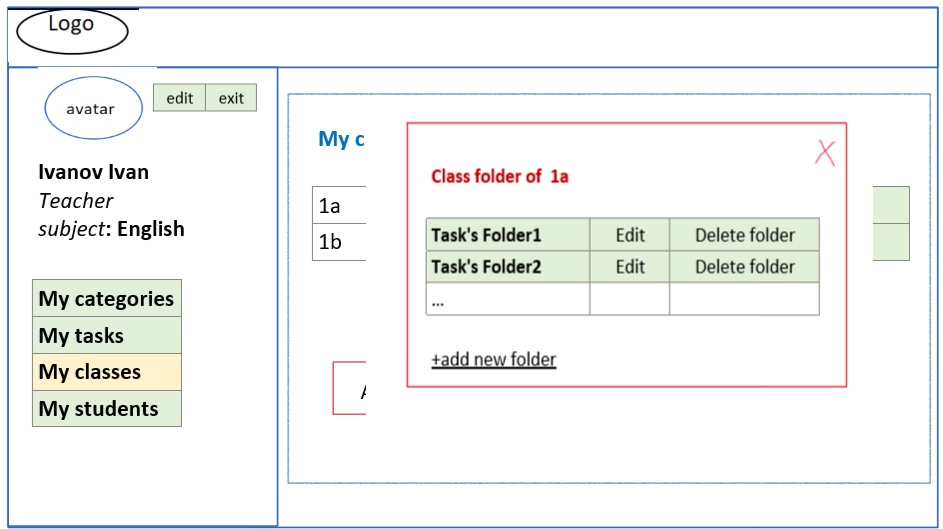 Logo
avatar
edit exit
Ivanov Ivan
Teacher
subject: English
My categories
My tasks
My classes
My students
My c
1a
1b
A
X
Class folder of 1a
Task's Folder1 Edit Delete folder
Task's Folder2 Edit Delete folder
...
+add new folder